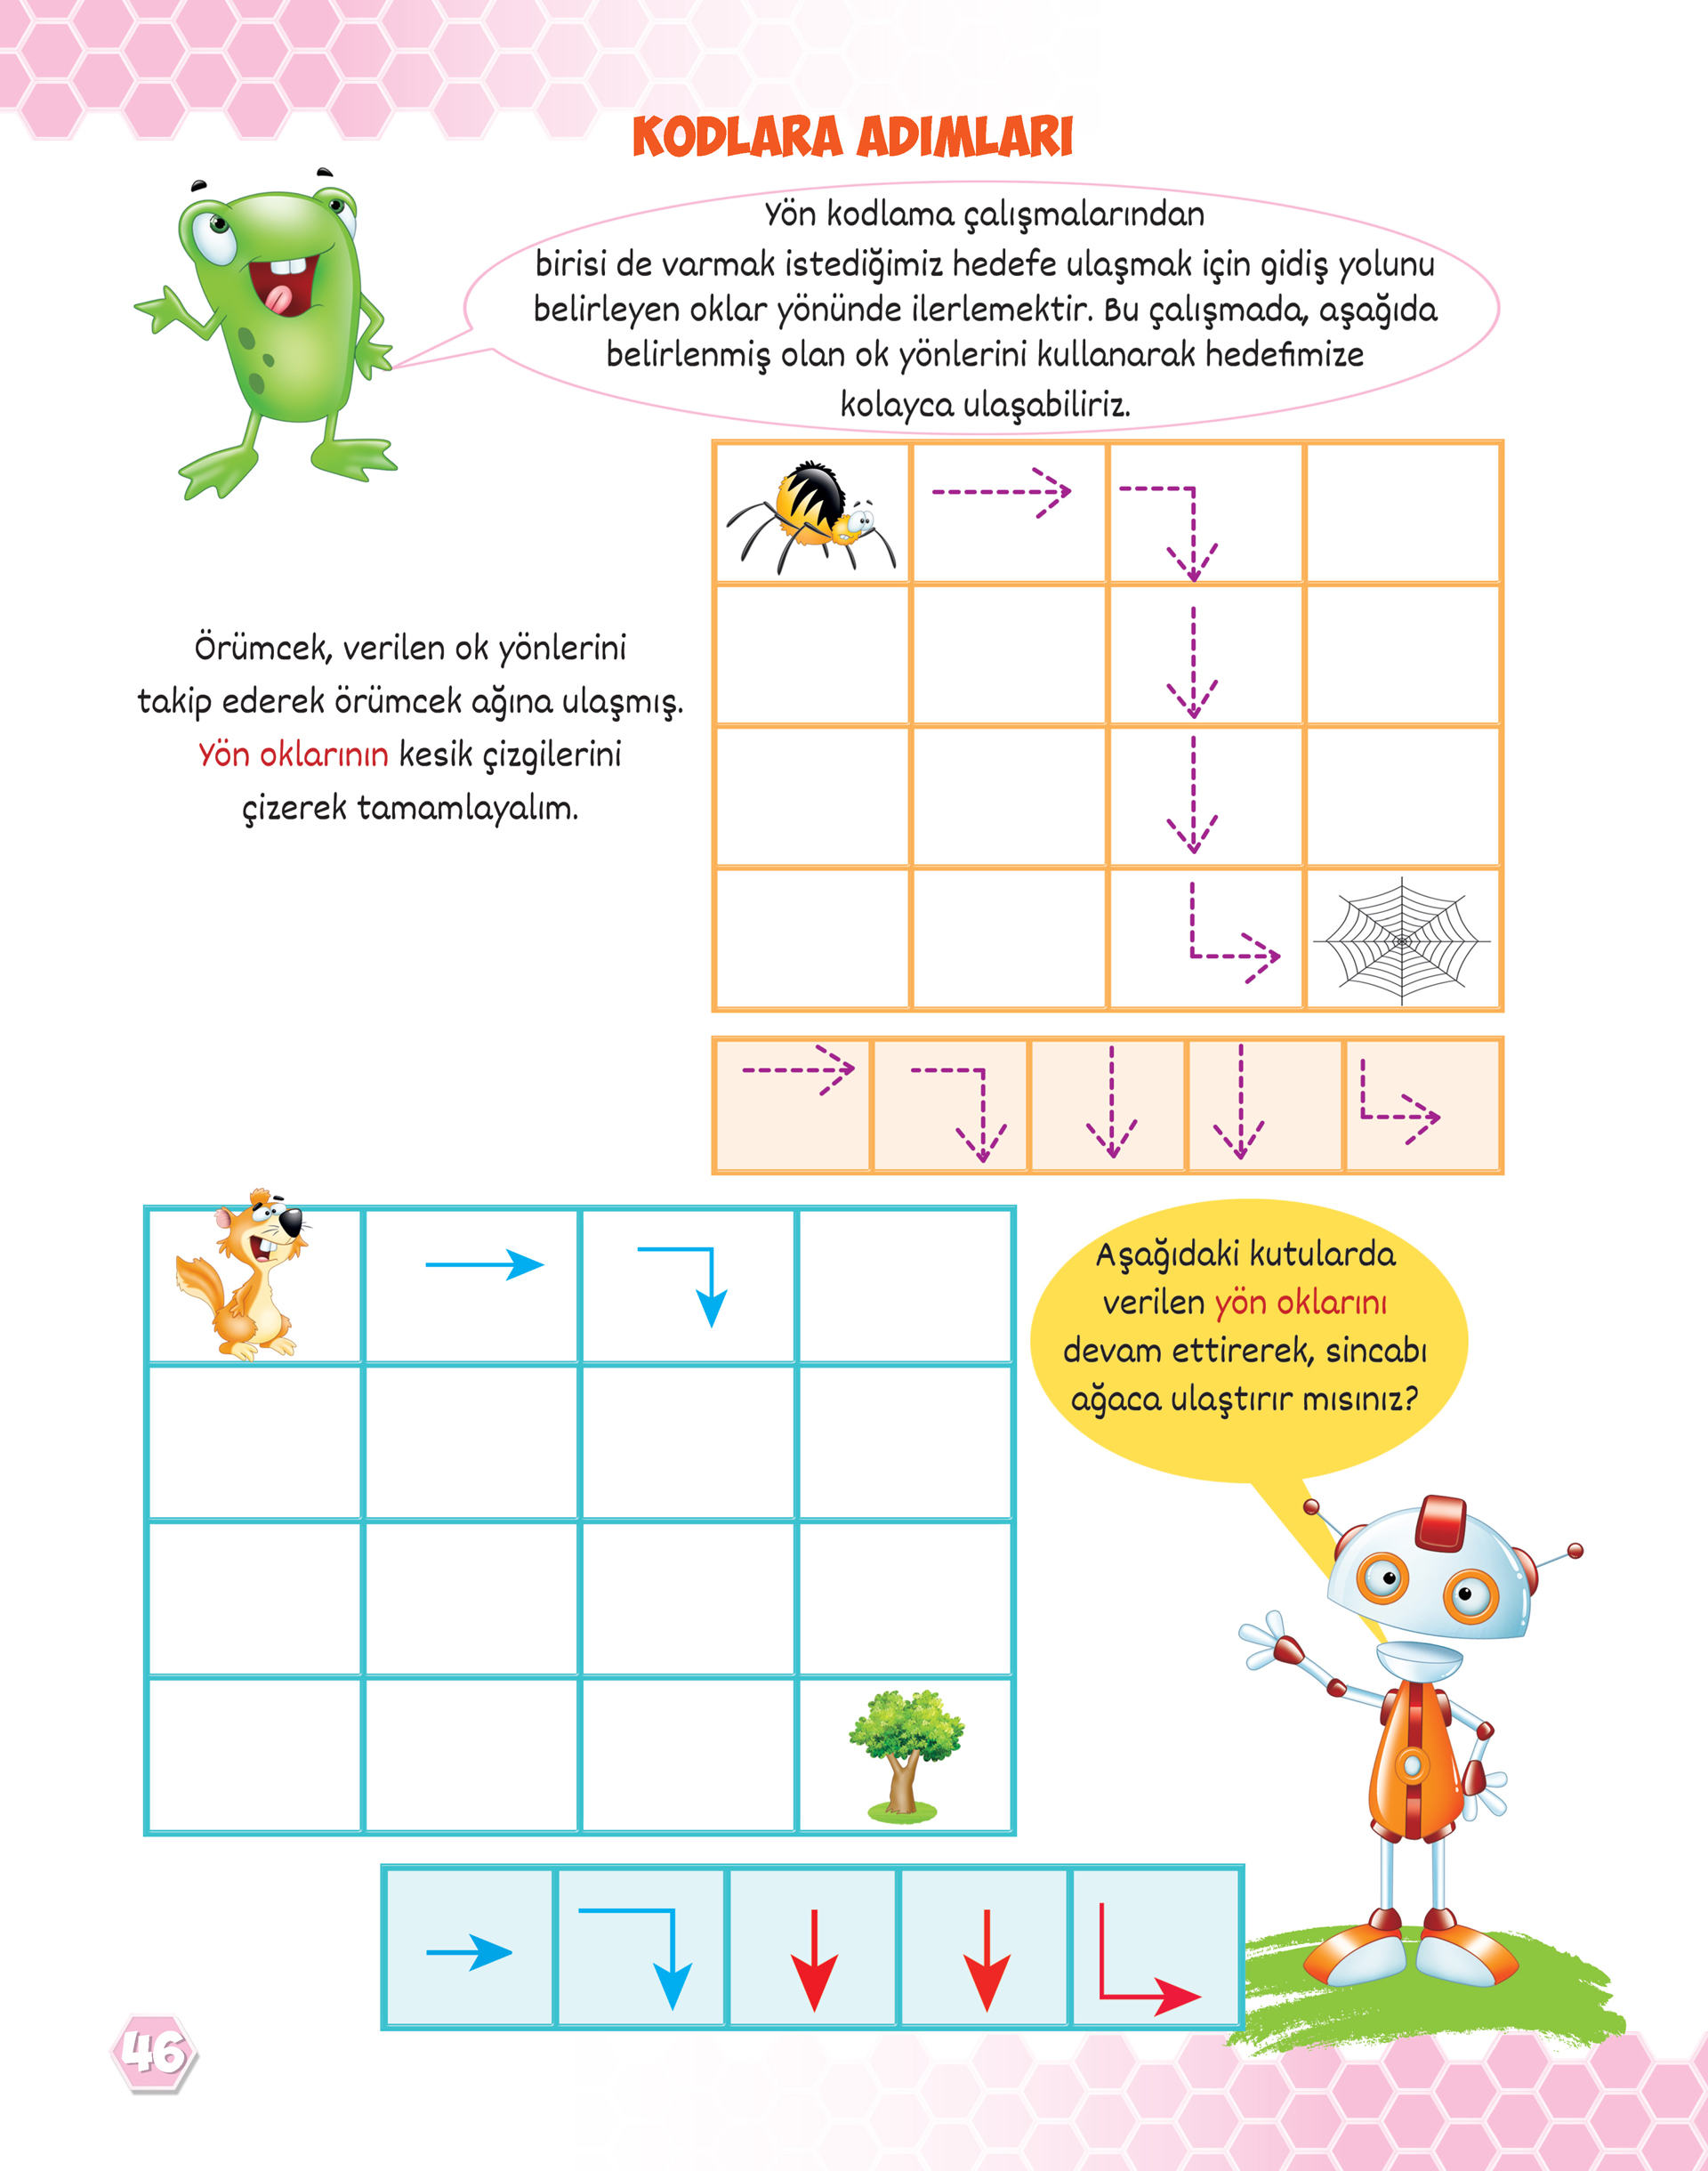 KODLARA ADIMLARI
Yön kodlama çalışmalarından
birisi de varmak istediğimiz hedefe ulaşmak için gidiş yolunu
belirleyen oklar yönünde ilerlemektir. Bu çalışmada, aşağıda
belirlenmiş olan ok yönlerini kullanarak hedefimize
kolayca ulaşabiliriz.
Örümcek, verilen ok yönlerini
takip ederek örümcek ağına ulaşmış.
Yön oklarının kesik çizgilerini
çizerek tamamlayalım.
Aşağıdaki kutularda
verilen yön oklarını
devam ettirerek, sincabı
ağaca ulaştırır mısınız?
46